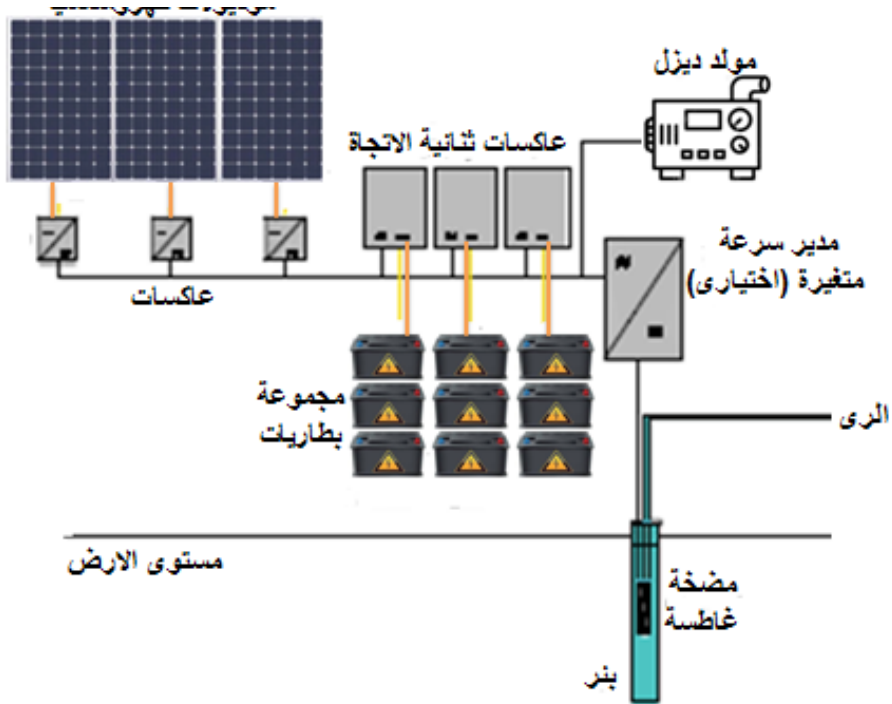 مولد ديزل
عاكسات ثنائية الاتجاة
مدير سرعة
متغيرة (اختيارى)
عاكسات
مجموعة
بطاريات
الرى
مستوى الارض
مضخة
غاطسة
بئر